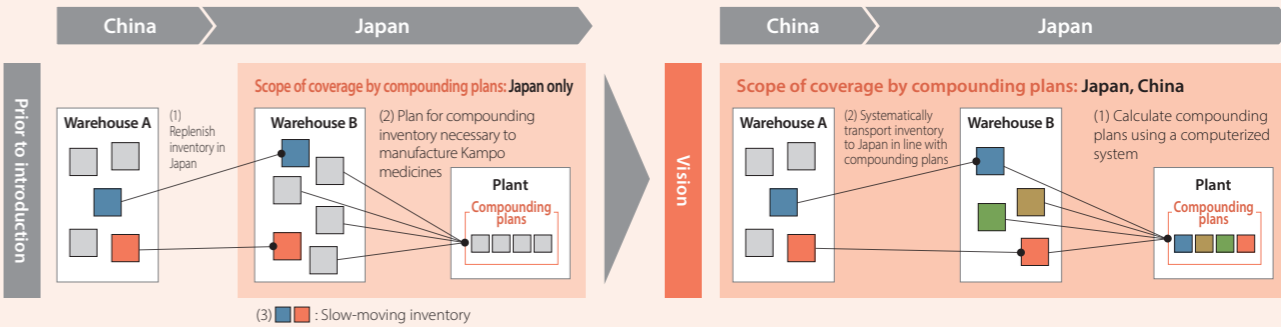 China
Japan
Prior to introduction
Scope of coverage by compounding plans: Japan only
Warehouse A
(1)
Replenish
inventory in
Japan
Warehouse B
(2) Plan for compounding
inventory necessary to
manufacture Kampo
medicines
Plant
Compounding
plans
(3) : Slow-moving inventory
China
Japan
Vision
Scope of coverage by compounding plans: Japan, China
Warehouse A
(2) Systematically
transport inventory
to Japan in line with
compounding plans
Warehouse B
(1) Calculate compounding
plans using a computerized
system
Plant
Compounding
plans